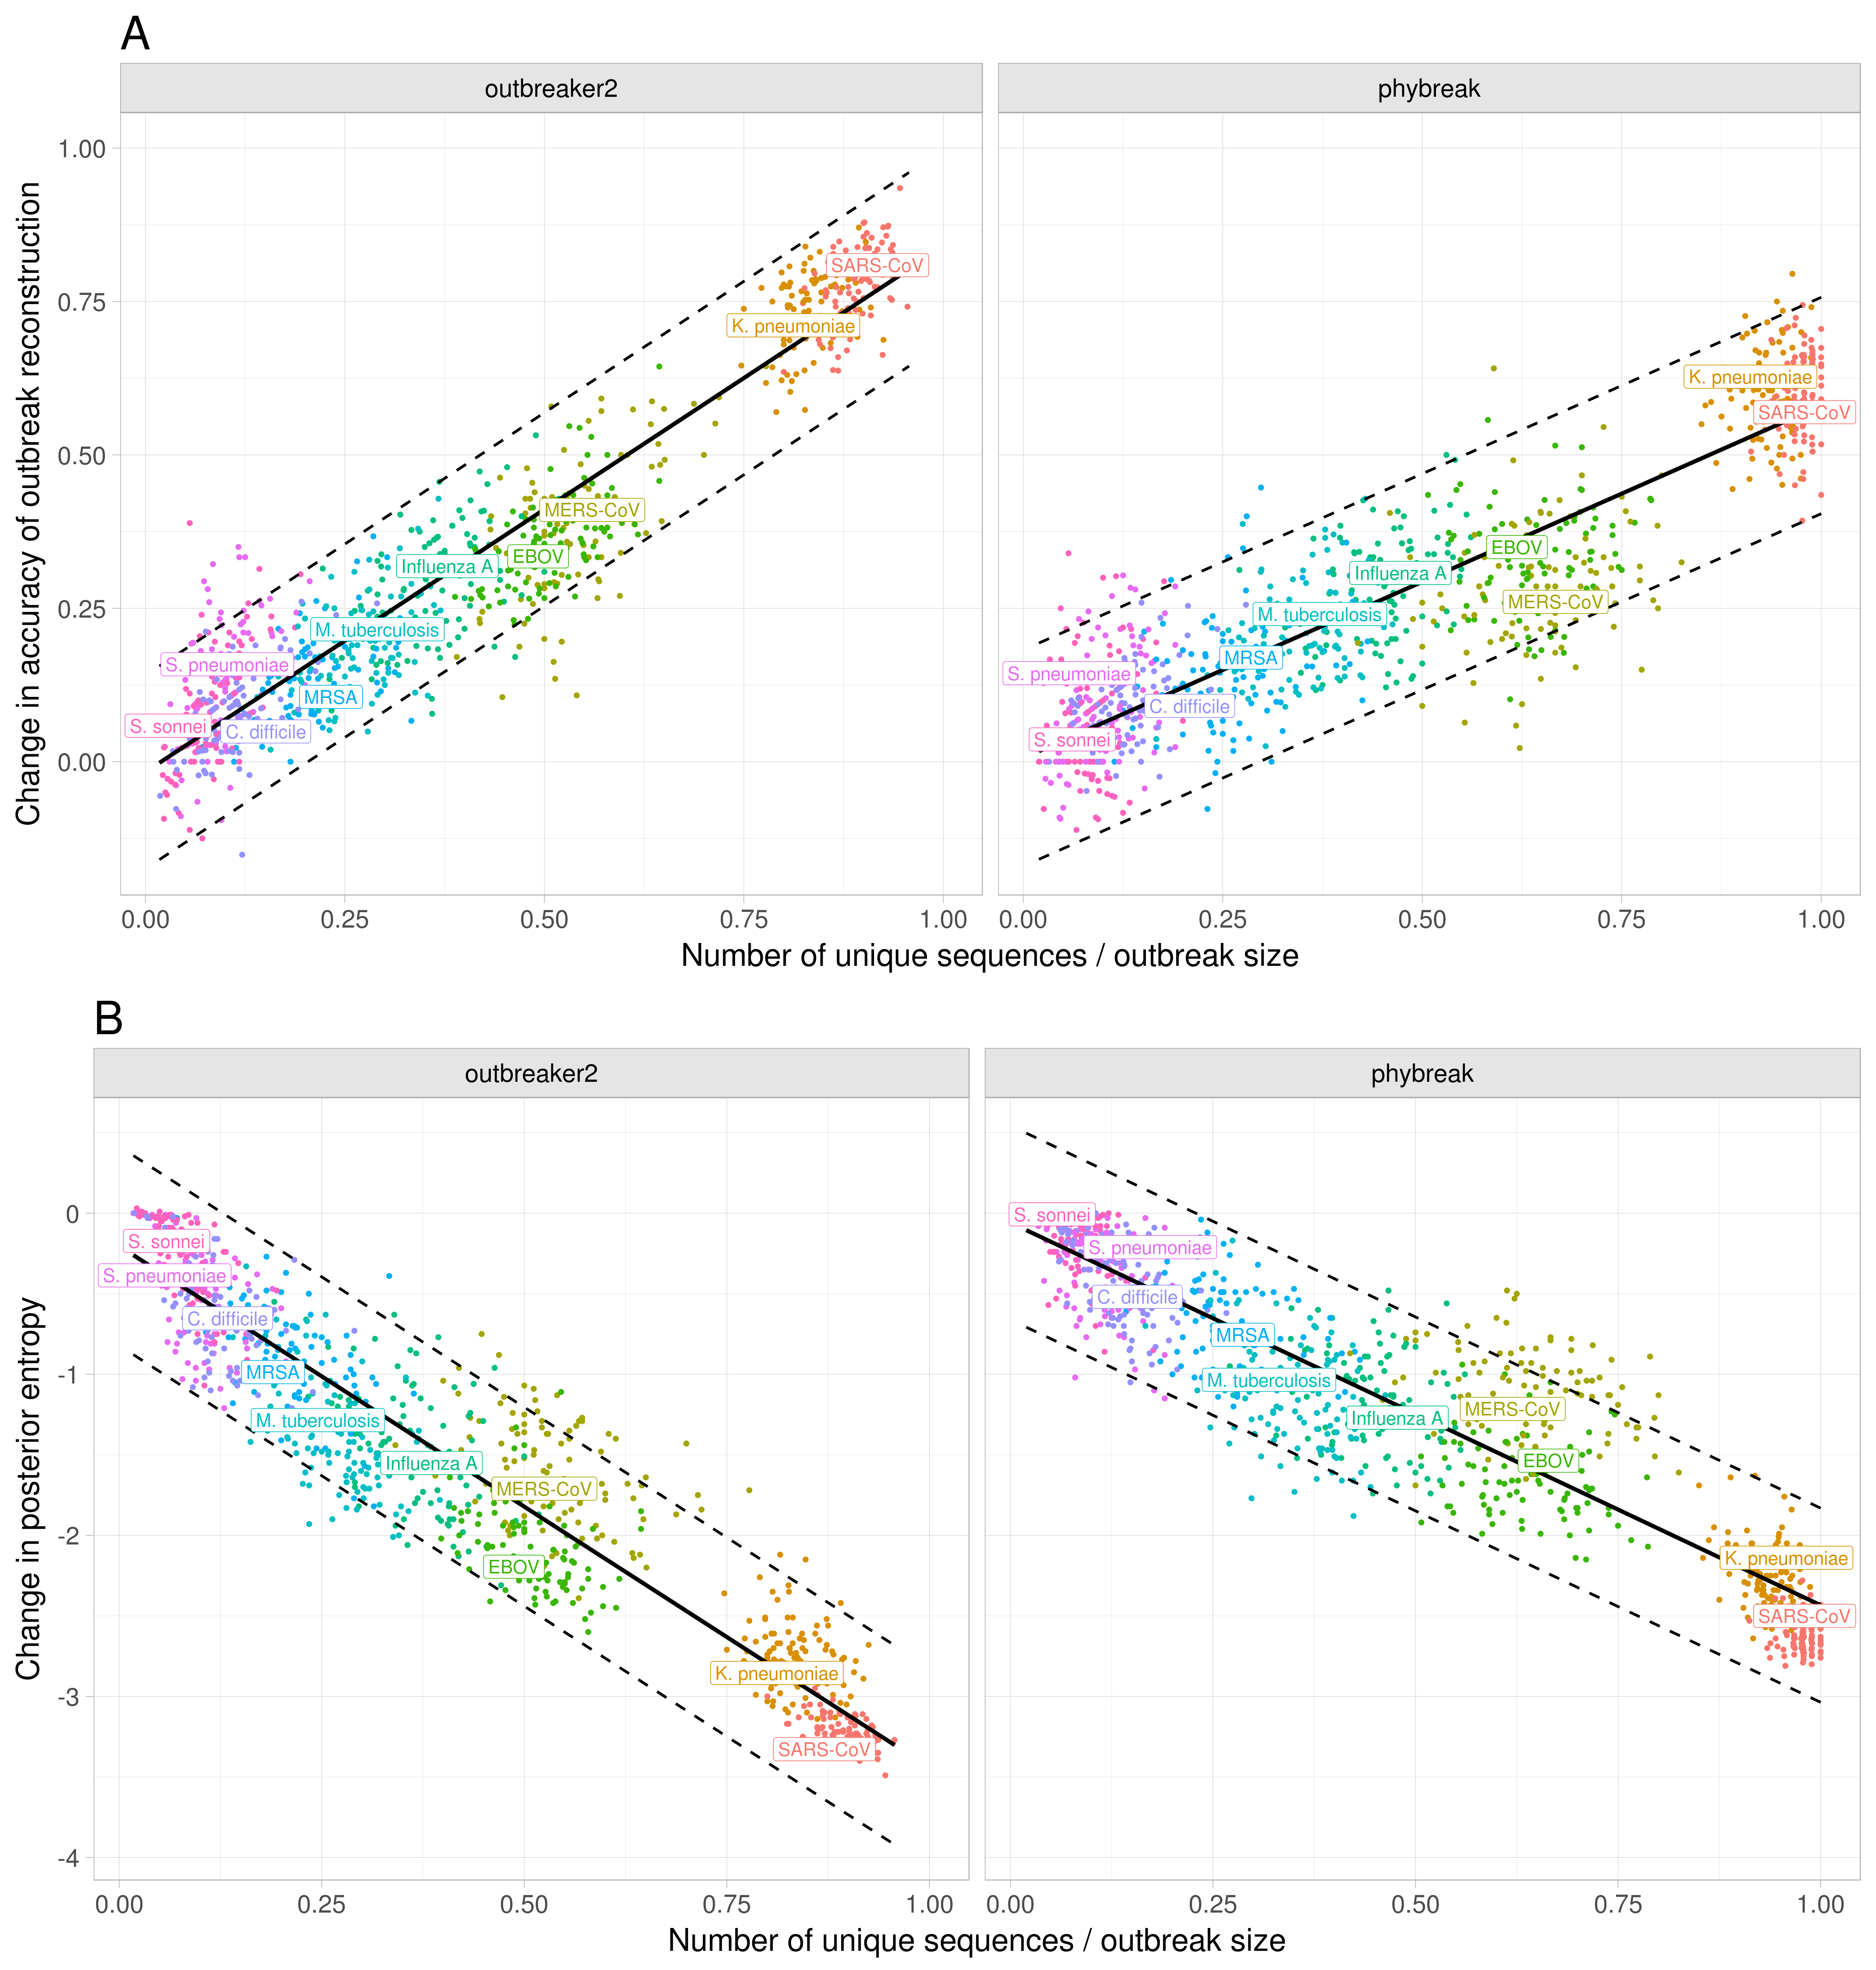 A
outbreaker2
phybreak
Change in accuracy of outbreak reconstruction
1.00
0.75
0.50
0.25
0.00
SARS-CoV
K. pneumoniae
MERS-CoV
EBOV
Influenza A
M. tuberculosis
S. pneumoniae
MRSA
S. sonnei
C. difficile
K. pneumoniae
SARS-CoV
EBOV
Influenza A
MERS-CoV
M. tuberculosis
MRSA
S. pneumoniae
C. difficile
S. sonnei
0.00 0.25 0.50 0.75 1.00
0.00 0.25 0.50 0.75 1.00
Number of unique sequences / outbreak size
B
outbreaker2
phybreak
Change in posterior entropy
0
-1
-2
-3
-4
S. sonnei
S. pneumoniae
C. difficile
MRSA
M. tuberculosis
Influenza A
MERS-CoV
EBOV
K. pneumoniae
SARS-CoV
S. sonnei
S. pneumoniae
C. difficile
MRSA
M. tuberculosis
MERS-CoV
Influenza A
EBOV
K. pneumoniae
SARS-CoV
0.00 0.25 0.50 0.75 1.00
0.00 0.25 0.50 0.75 1.00
Number of unique sequences / outbreak size